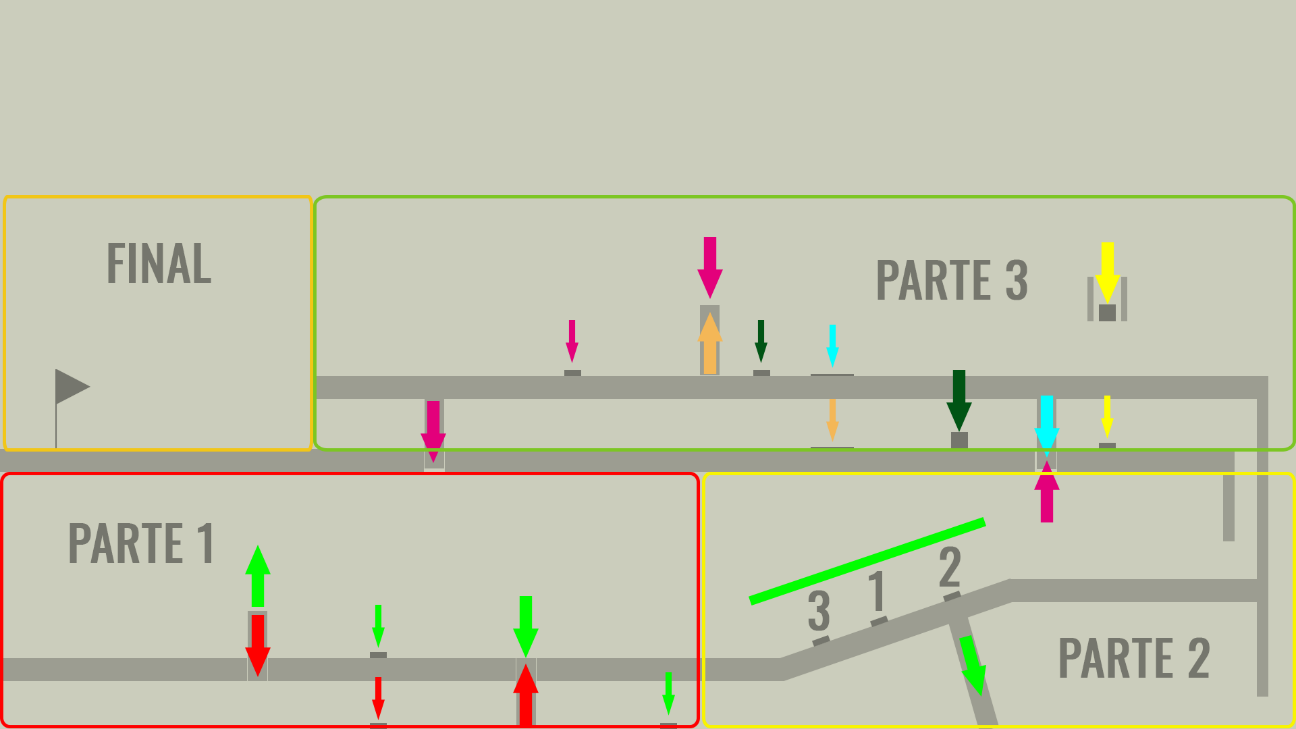 FINAL
PARTE 3
PARTE 1
3
1
2
PARTE 2